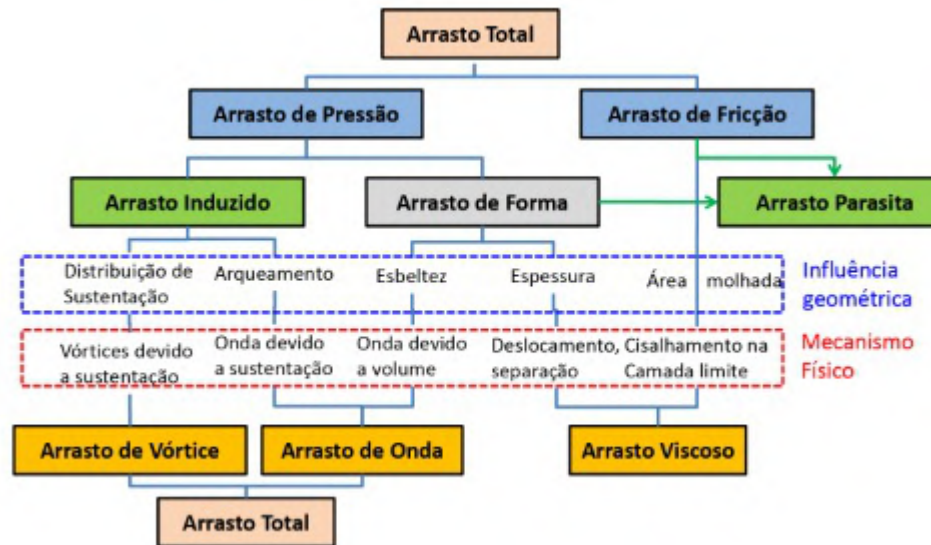 Arrasto Total
Arrasto de Pressão
Arrasto de Fricção
Arrasto Induzido
Arrasto de Forma
Arrasto Parasita
Distribuição de
Sustentação
Arqueamento
Esbeltez
Espessura
Área molhada
Influência
geométrica
Vórtices devido
a sustentação
Onda devido
a sustentação
Onda devido
a volume
Deslocamento,
separação
Cisalhamento na
Camada limite
Mecanismo
Físico
Arrasto de Vórtice
Arrasto de Onda
Arrasto Viscoso
Arrasto Total